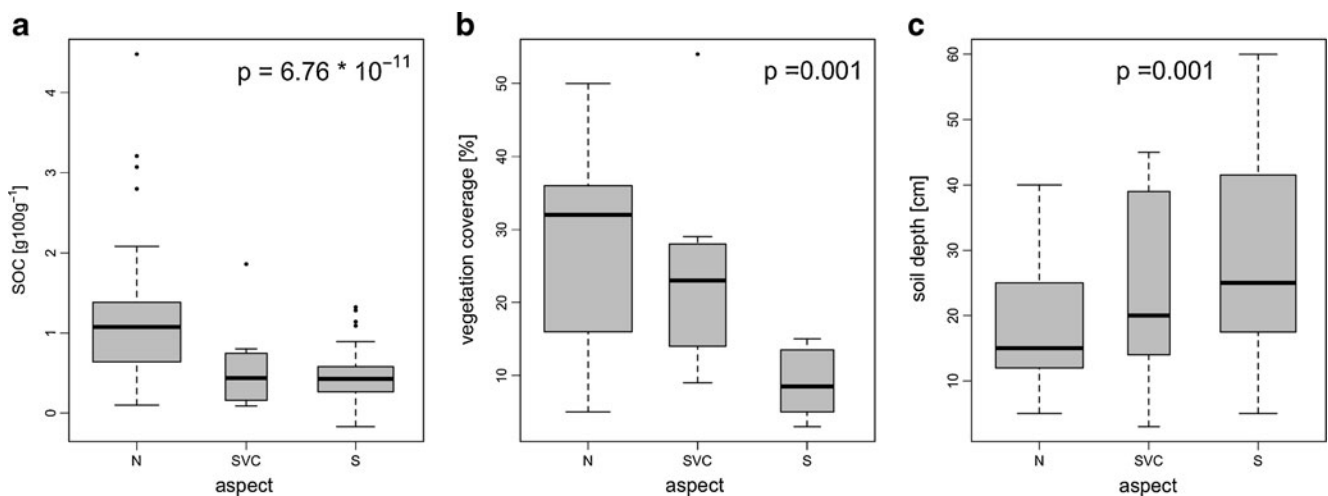 a
p = 6.76 * 10⁻¹¹
SOC [g100g⁻¹]
4
3
2
1
0
N
SVC
S
aspect
b
p =0.001
vegetation coverage [%]
50
40
30
20
10
N
SVC
S
aspect
c
p =0.001
soil depth [cm]
60
50
40
30
20
10
N
SVC
S
aspect